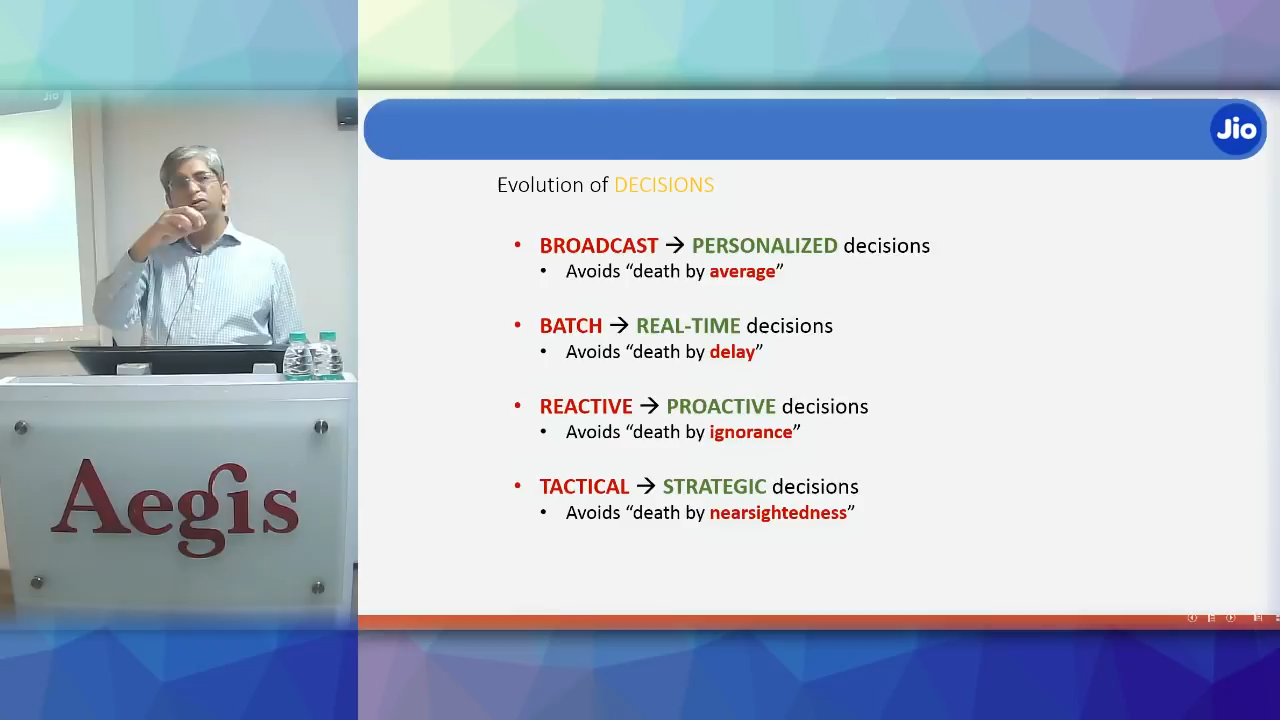 Jio
Jio
Evolution of DECISIONS
• BROADCAST → PERSONALIZED decisions
• Avoids “death by average”
• BATCH → REAL-TIME decisions
• Avoids “death by delay”
• REACTIVE → PROACTIVE decisions
• Avoids “death by ignorance”
• TACTICAL → STRATEGIC decisions
• Avoids “death by nearsightedness”
Aegis